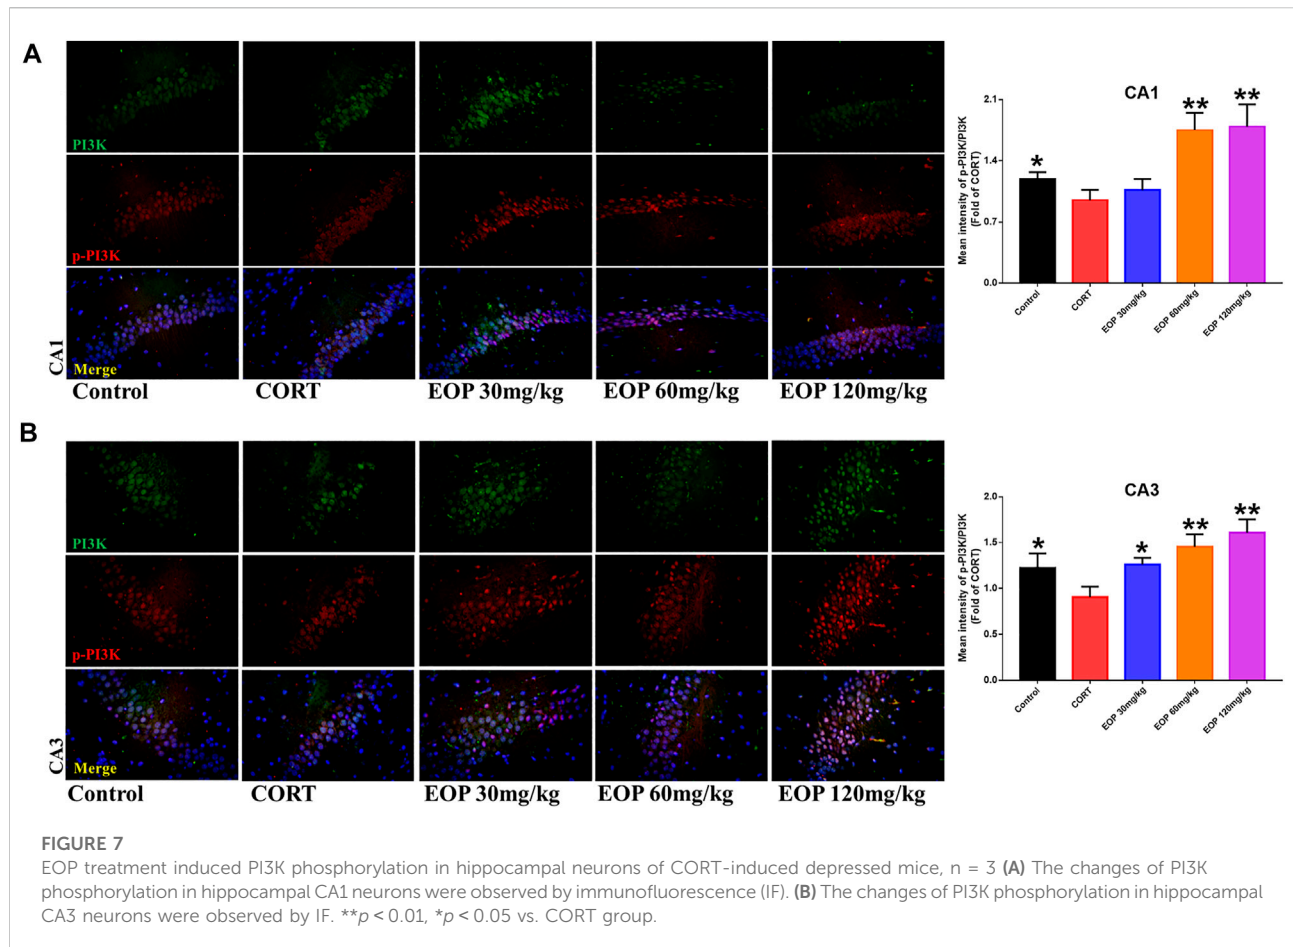 A
PI3K
p-PI3K
CA1
Merge
Control
CORT
EOP 30mg/kg
EOP 60mg/kg
EOP 120mg/kg
CA1
Mean intensity of p-PI3K/PI3K
(Fold of CORT)
2.1
1.4
0.7
0.0
*
**
**
Control
CORT
EOP 30mg/kg
EOP 60mg/kg
EOP 120mg/kg
B
PI3K
p-PI3K
CA3
Merge
Control
CORT
EOP 30mg/kg
EOP 60mg/kg
EOP 120mg/kg
CA3
Mean intensity of p-PI3K/PI3K
(Fold of CORT)
2.0
1.5
1.0
0.5
0.0
*
*
**
**
Control
CORT
EOP 30mg/kg
EOP 60mg/kg
EOP 120mg/kg
FIGURE 7
EOP treatment induced PI3K phosphorylation in hippocampal neurons of CORT-induced depressed mice, n = 3 (A) The changes of PI3K
phosphorylation in hippocampal CA1 neurons were observed by immunofluorescence (IF). (B) The changes of PI3K phosphorylation in hippocampal
CA3 neurons were observed by IF. **p < 0.01, *p < 0.05 vs. CORT group.